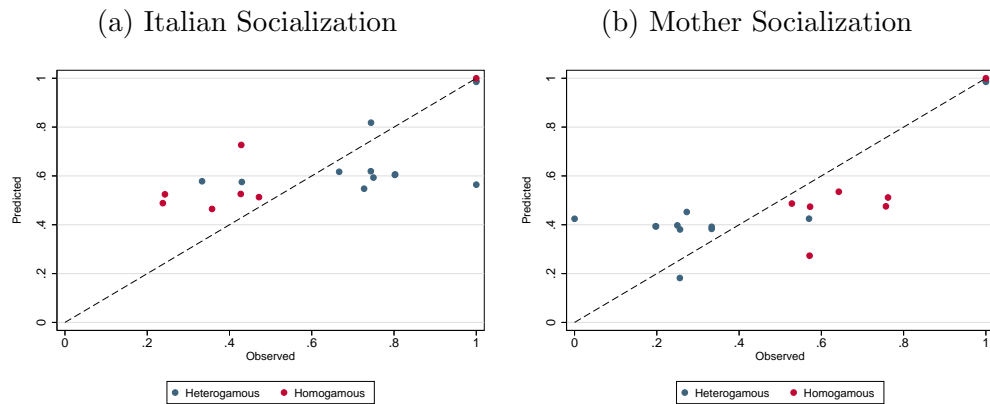 (a) Italian Socialization
Predicted
1
.8
.6
.4
.2
0
0 .2 .4 .6 .8 1
Observed
Heterogamous Homogamous
(b) Mother Socialization
Predicted
1
.8
.6
.4
.2
0
0 .2 .4 .6 .8 1
Observed
Heterogamous Homogamous